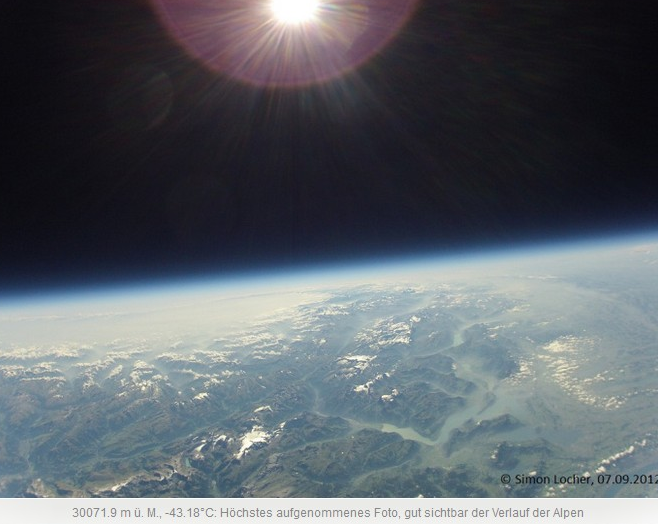 © Simon Locher, 07.09.2012
30071.9 m ü. M., -43.18°C: Höchstes aufgenommenes Foto, gut sichtbar der Verlauf der Alpen